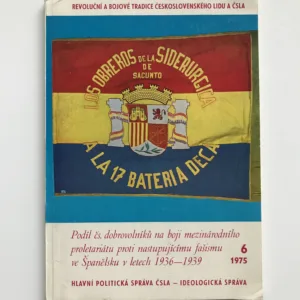 REVOLUČNÍ A BOJOVÉ TRADICE ČESKOSLOVENSKÉHO LIDU A ČSLA
LOS OBREROS DE LA SIDERURGICA
DE
SAGUNTO
A LA 17 BATERIA DECA
Podíl čs. dobrovolníků na boji mezinárodního
proletariátu proti nastupujícímu fašismu
ve Španělsku v letech 1936—1939
6
1975
HLAVNÍ POLITICKÁ SPRÁVA ČSLA — IDEOLOGICKÁ SPRÁVA